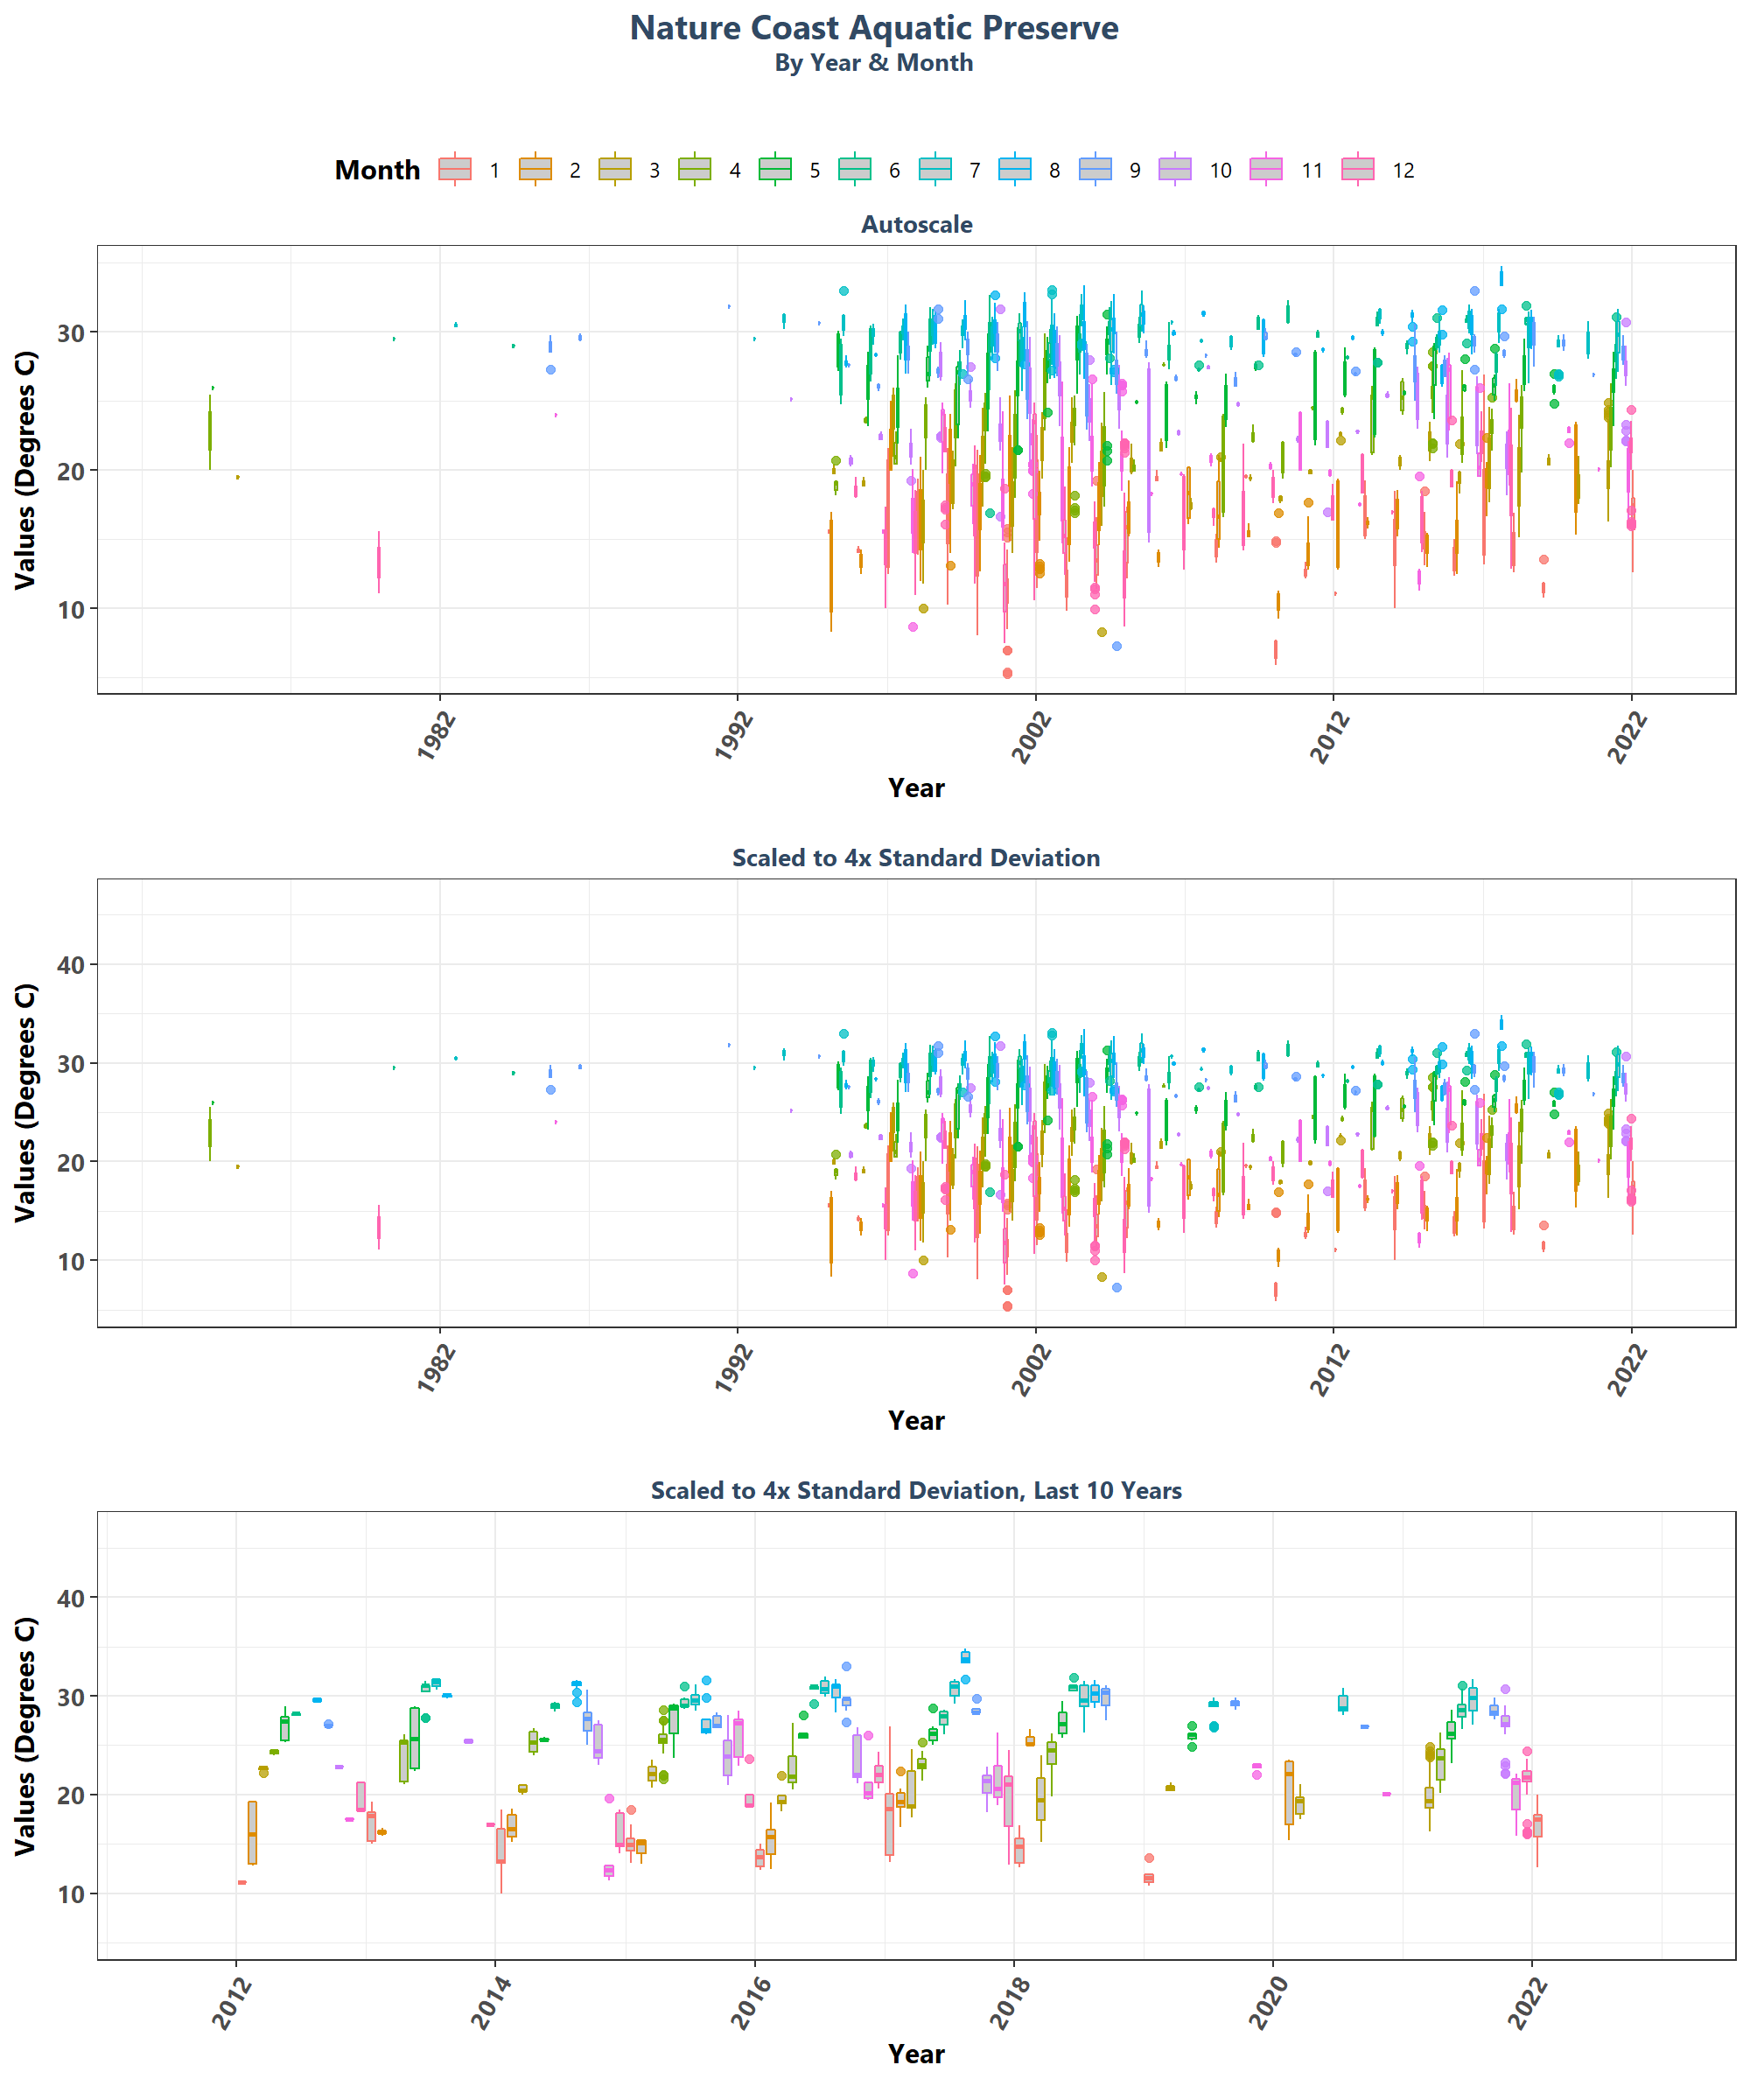 Nature Coast Aquatic Preserve
By Year & Month
Month 1 2 3 4 5 6 7 8 9 10 11 12
Autoscale
Values (Degrees C)
30
20
10
1982 1992 2002 2012 2022
Year
Scaled to 4x Standard Deviation
Values (Degrees C)
40
30
20
10
1982 1992 2002 2012 2022
Year
Scaled to 4x Standard Deviation, Last 10 Years
Values (Degrees C)
40
30
20
10
2012 2014 2016 2018 2020 2022
Year